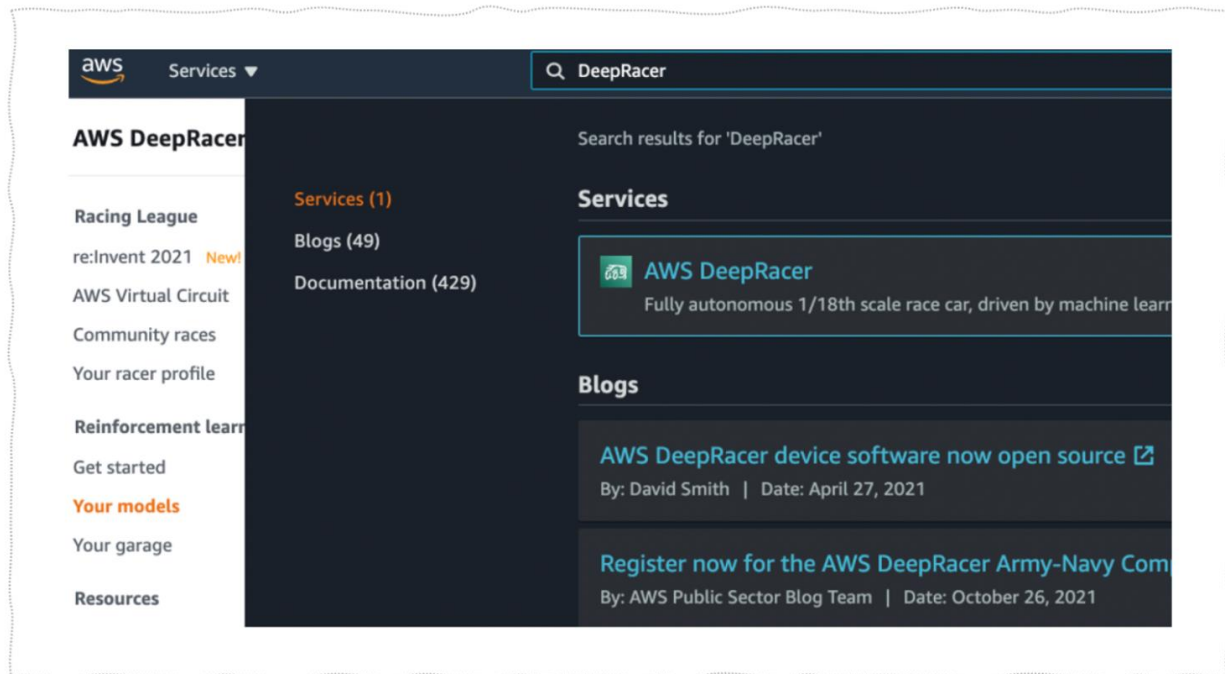 aws Services ▼ DeepRacer
AWS DeepRacer
Racing League
re:Invent 2021 New!
AWS Virtual Circuit
Community races
Your racer profile
Reinforcement learr
Get started
Your models
Your garage
Resources
Services (1)
Blogs (49)
Documentation (429)
Search results for 'DeepRacer'
Services
AWS DeepRacer
Fully autonomous 1/18th scale race car, driven by machine learr
Blogs
AWS DeepRacer device software now open source
By: David Smith | Date: April 27, 2021
Register now for the AWS DeepRacer Army-Navy Com
By: AWS Public Sector Blog Team | Date: October 26, 2021